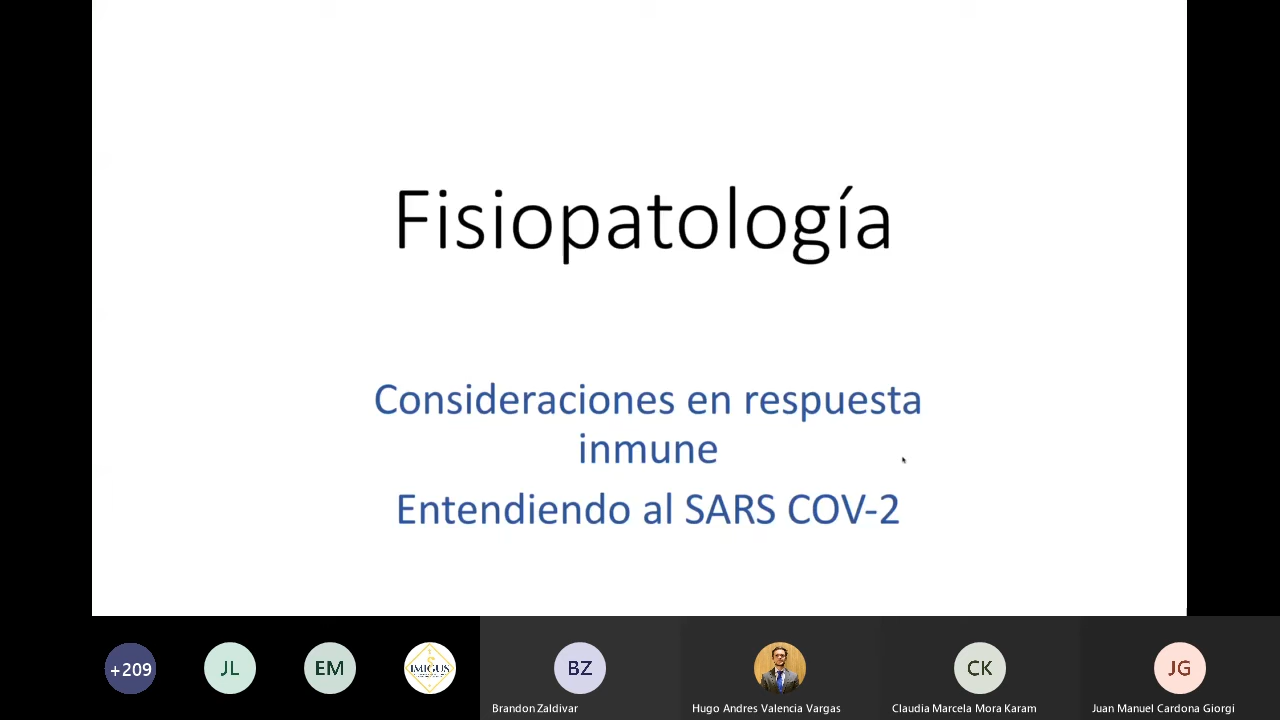 Fisiopatología
Consideraciones en respuesta
inmune
Entendiendo al SARS COV-2
+209
JL
EM
IMIGUS
BZ
CK
JG
Brandon Zaldivar
Hugo Andres Valencia Vargas
Claudia Marcela Mora Karam
Juan Manuel Cardona Giorgi